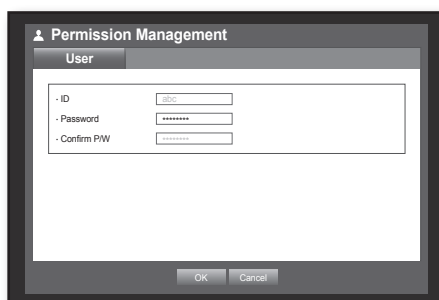 Permission Management
User
- ID abc
- Password ••••••••
- Confirm P/W ••••••••
OK Cancel